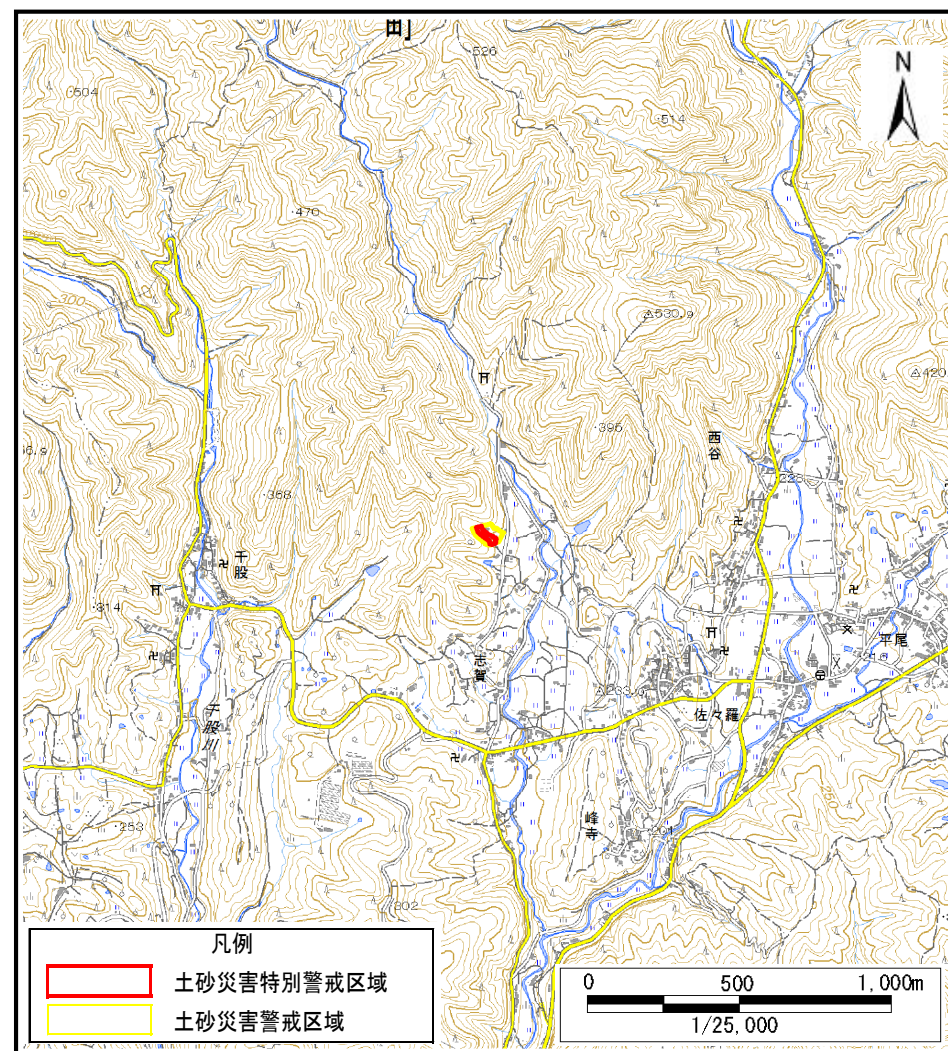 町
・526
・504
N
・514
・470
300
530.9
420
・395
西谷
228
・368
千股
・314
平尾
志賀
佐々羅
千股川
250
峰寺
・201
・253
・302
凡例
土砂災害特別警戒区域
土砂災害警戒区域
0 500 1,000m
1/25,000